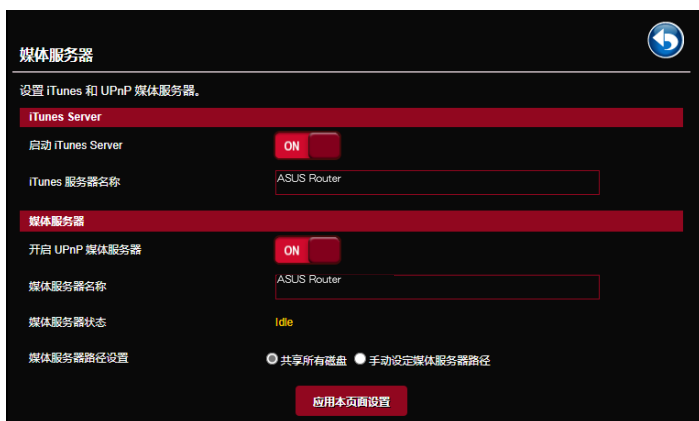 媒体服务器
设置 iTunes 和 UPnP 媒体服务器。
iTunes Server
启动 iTunes Server ON
iTunes 服务器名称 ASUS Router
媒体服务器
开启 UPnP 媒体服务器 ON
媒体服务器名称 ASUS Router
媒体服务器状态 Idle
媒体服务器路径设置 共享所有磁盘 手动设定媒体服务器路径
应用本页面设置